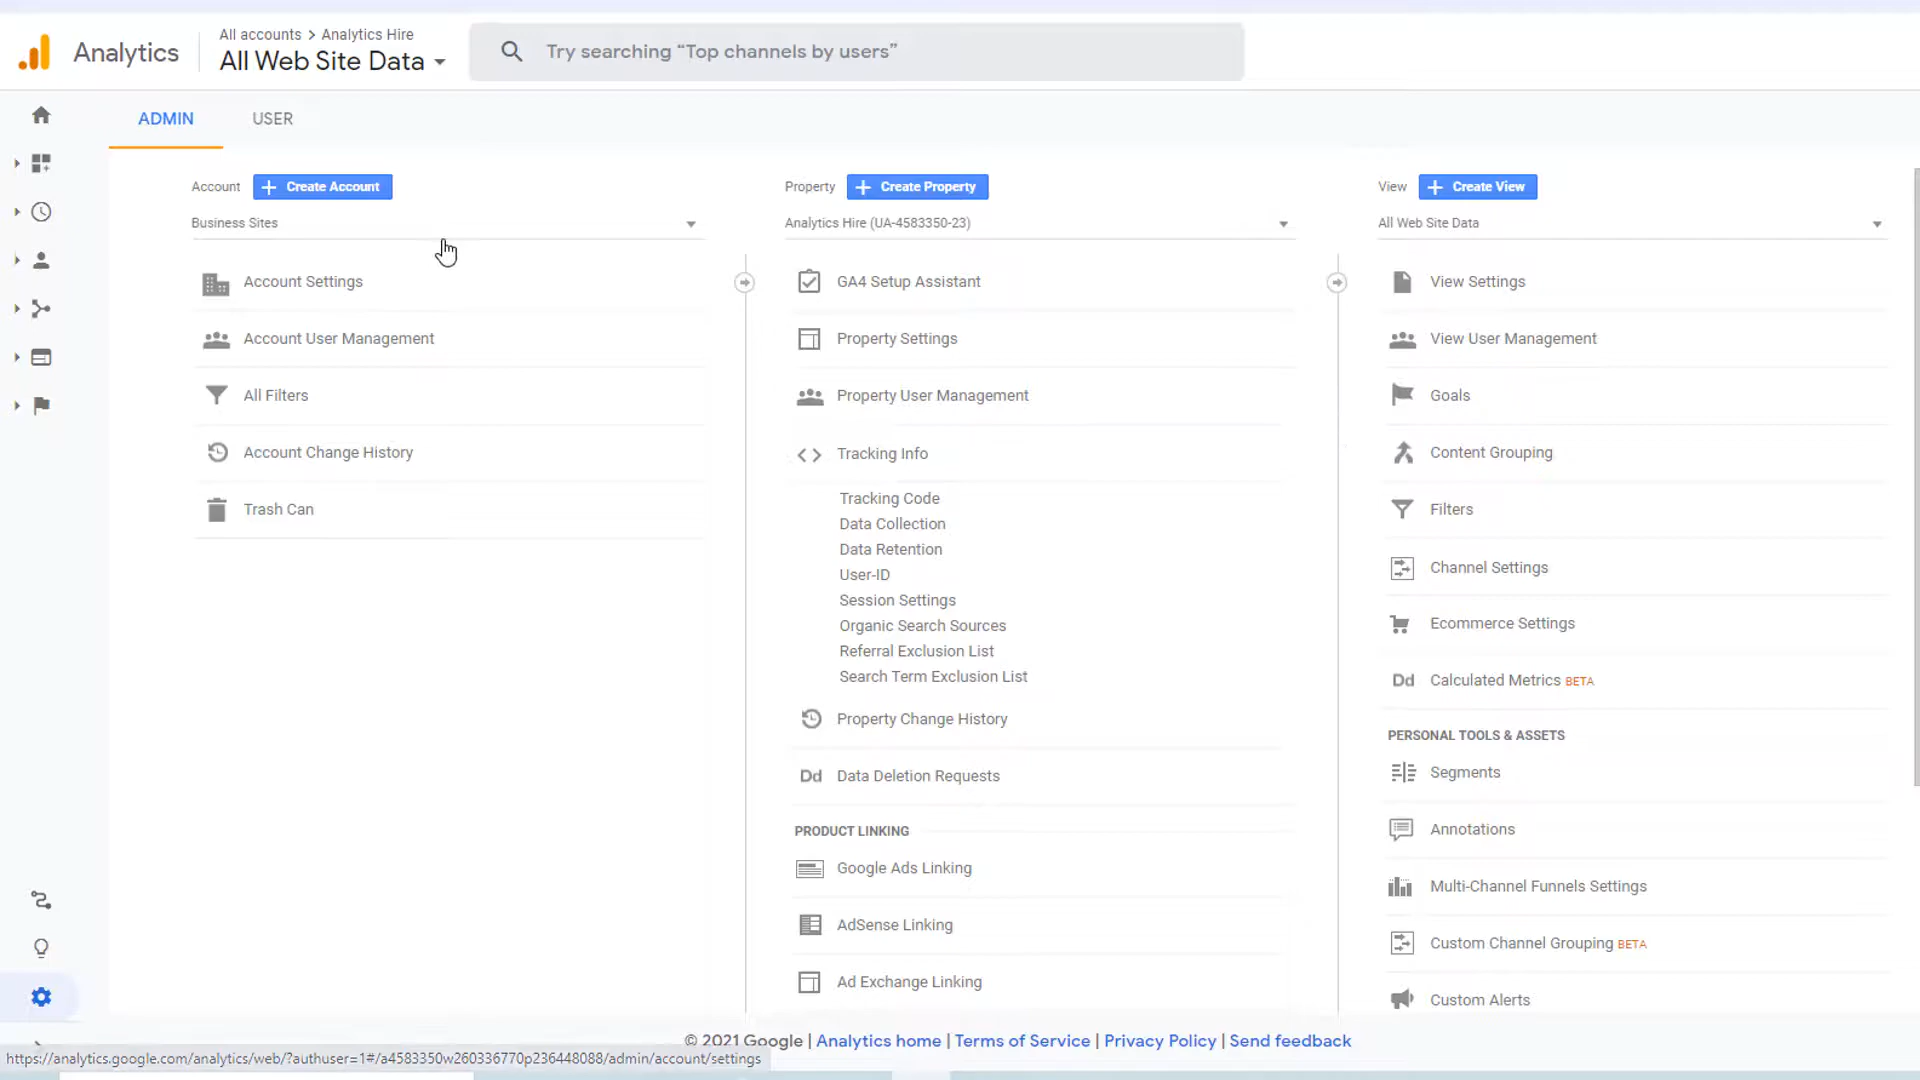 Analytics
All accounts > Analytics Hire
All Web Site Data
Try searching “Top channels by users”
ADMIN
USER
Account
Create Account
Business Sites
Account Settings
Account User Management
All Filters
Account Change History
Trash Can
Property
Create Property
Analytics Hire (UA-4583350-23)
GA4 Setup Assistant
Property Settings
Property User Management
Tracking Info
Tracking Code
Data Collection
Data Retention
User-ID
Session Settings
Organic Search Sources
Referral Exclusion List
Search Term Exclusion List
Property Change History
Dd Data Deletion Requests
PRODUCT LINKING
Google Ads Linking
AdSense Linking
Ad Exchange Linking
View
Create View
All Web Site Data
View Settings
View User Management
Goals
Content Grouping
Filters
Channel Settings
Ecommerce Settings
Dd Calculated Metrics BETA
PERSONAL TOOLS & ASSETS
Segments
Annotations
Multi-Channel Funnels Settings
Custom Channel Grouping BETA
Custom Alerts
© 2021 Google | Analytics home | Terms of Service | Privacy Policy | Send feedback
https://analytics.google.com/analytics/web/?authuser=1#/a4583350w260336770p236448088/admin/account/settings